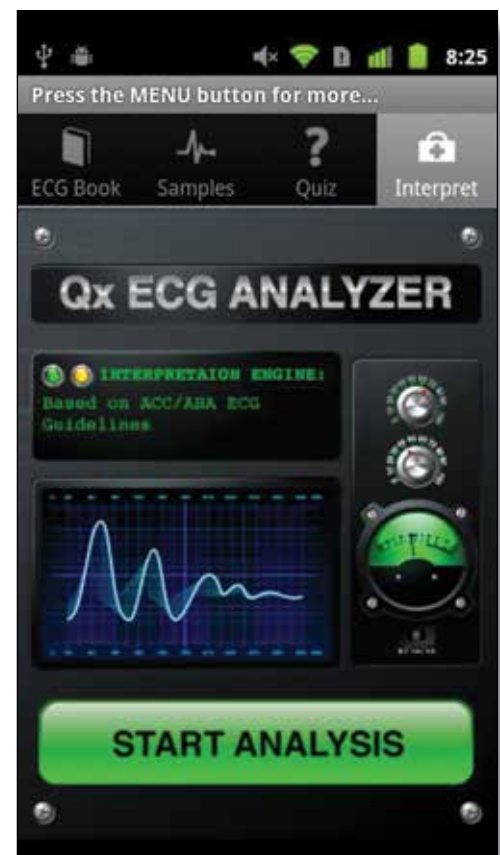 8:25
Press the MENU button for more...
ECG Book Samples Quiz Interpret
Qx ECG ANALYZER
INTERPRETAION ENGINE:
Based on ACC/AHA ECG
Guidelines
START ANALYSIS